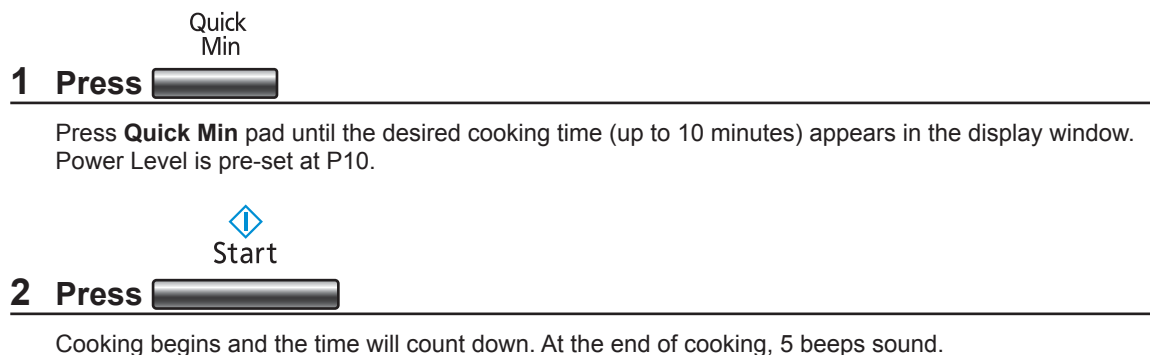 Quick
Min
1 Press
Press Quick Min pad until the desired cooking time (up to 10 minutes) appears in the display window.
Power Level is pre-set at P10.
Start
2 Press
Cooking begins and the time will count down. At the end of cooking, 5 beeps sound.